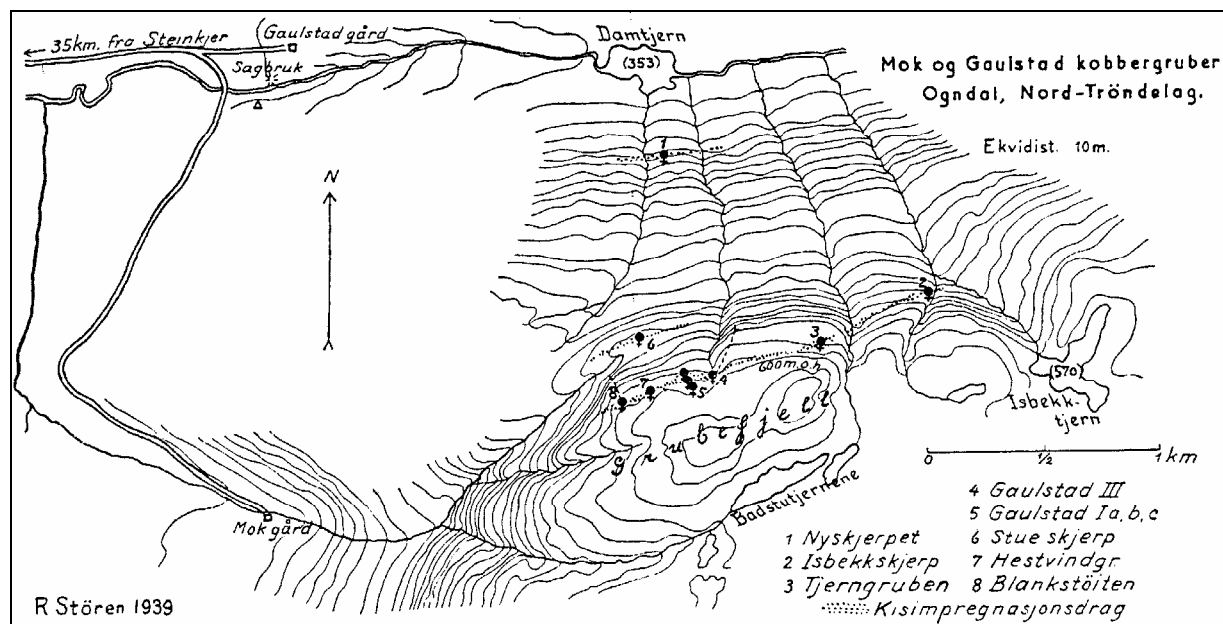 ← 35km. fra Steinkjer
Gaulstad gård
Sagbruk
Damtjern
(353)
Mok og Gaulstad kobbergruber
Ogndal, Nord-Tröndelag.
Ekvidist. 10m.
N
1
2
3
6
600 m.o.h.
4
7
5
8
Grubefjell
(570)
Isbekk-
tjern
Badstutjernene
0 1/2 1 km
Mok gård
4 Gaulstad III
5 Gaulstad Ia,b,c
1 Nyskjerpet
6 Stue skjerp
2 Isbekkskjerp
7 Hestvindgr.
3 Tjerngruben
8 Blankstöiten
Kisimpregnasjonsdrag
R Stören 1939